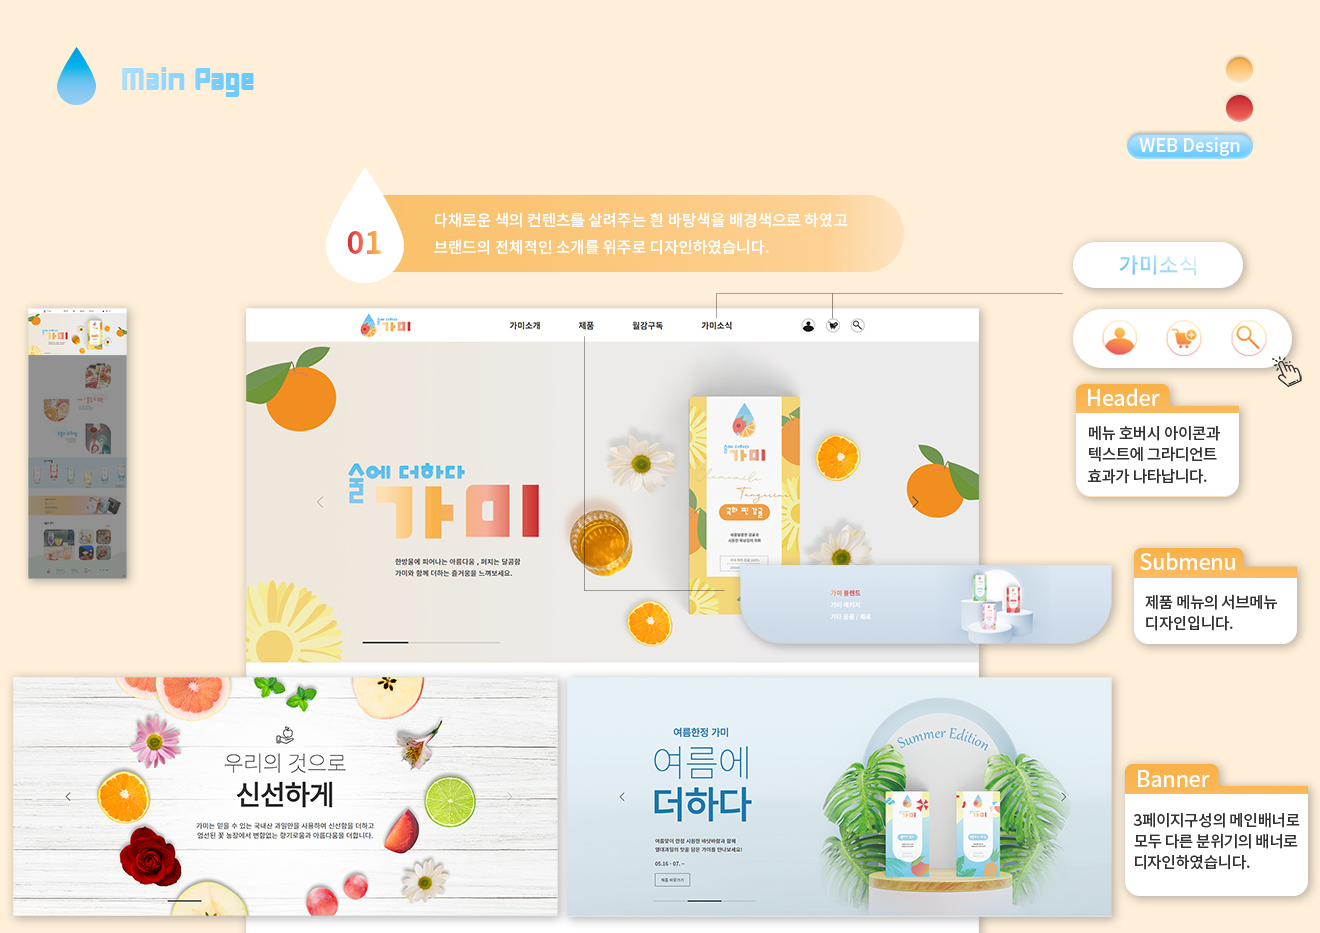 Main Page
WEB Design
01
다채로운 색의 컨텐츠를 살려주는 흰 바탕색을 배경색으로 하였고
브랜드의 전체적인 소개를 위주로 디자인하였습니다.
가미소식
가미
가미소개
제품
월감구독
가미소식
Header
메뉴 호버시 아이콘과
텍스트에 그라디언트
효과가 나타납니다.
술에 더하다
가미
한방울에 피어나는 아름다움 , 퍼지는 달콤함
가미와 함께 더하는 즐거움을 느껴보세요.
술에 더하다
가미
Chamomile
Tangerine
국화 찐 감귤
Submenu
제품 메뉴의 서브메뉴
디자인입니다.
가미 블렌드
가미 패키지
기타 용품 / 재료
우리의 것으로
신선하게
가미는 믿을 수 있는 국내산 과일만을 사용하여 신선함을 더하고
엄선된 꽃 농장에서 변함없는 향기로움과 아름다움을 더합니다.
여름한정 가미
여름에
더하다
여름맞이 한정 시원한 바닷바람과 함께
열대과일의 맛을 담은 가미를 만나보세요!
05.16 - 07. ~
제품 바로가기
Summer Edition
가미
가미
Banner
3페이지구성의 메인배너로
모두 다른 분위기의 배너로
디자인하였습니다.